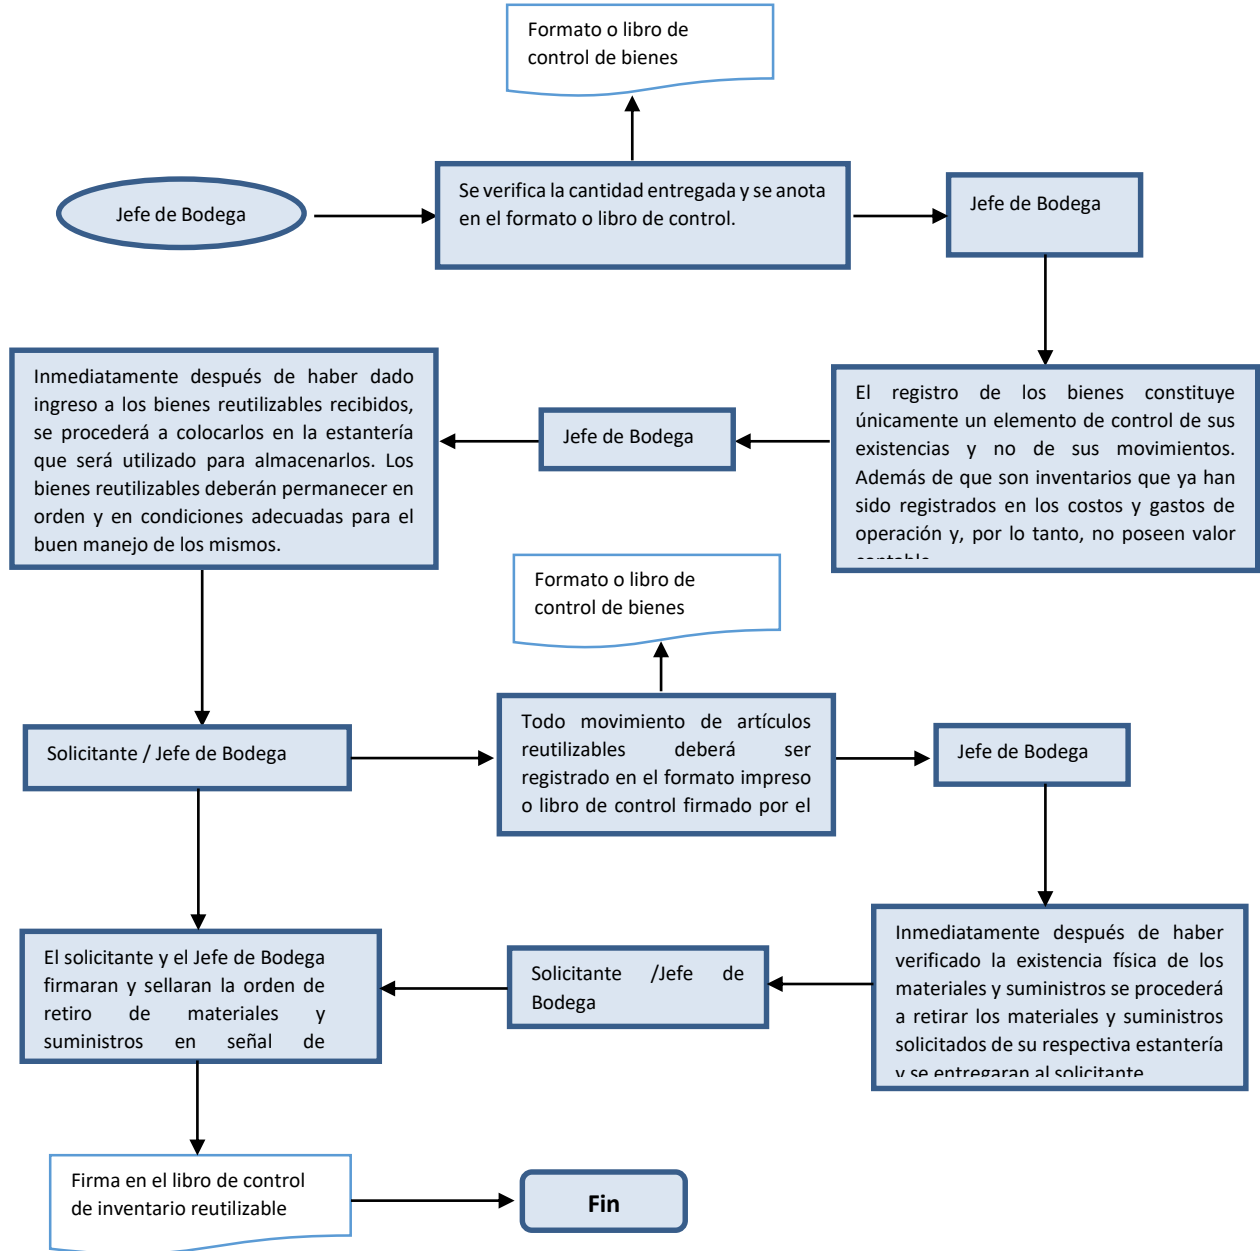 Formato o libro de
control de bienes
Jefe de Bodega
Se verifica la cantidad entregada y se anota
en el formato o libro de control.
Jefe de Bodega
Inmediatamente después de haber dado
ingreso a los bienes reutilizables recibidos,
se procederá a colocarlos en la estantería
que será utilizado para almacenarlos. Los
bienes reutilizables deberán permanecer en
orden y en condiciones adecuadas para el
buen manejo de los mismos.
Jefe de Bodega
El registro de los bienes constituye
únicamente un elemento de control de sus
existencias y no de sus movimientos.
Además de que son inventarios que ya han
sido registrados en los costos y gastos de
operación y, por lo tanto, no poseen valor
contable
Formato o libro de
control de bienes
Solicitante / Jefe de Bodega
Todo movimiento de artículos
reutilizables deberá ser
registrado en el formato impreso
o libro de control firmado por el
Jefe de Bodega
El solicitante y el Jefe de Bodega
firmaran y sellaran la orden de
retiro de materiales y
suministros en señal de
Solicitante /Jefe de
Bodega
Inmediatamente después de haber
verificado la existencia física de los
materiales y suministros se procederá
a retirar los materiales y suministros
solicitados de su respectiva estantería
y se entregaran al solicitante
Firma en el libro de control
de inventario reutilizable
Fin